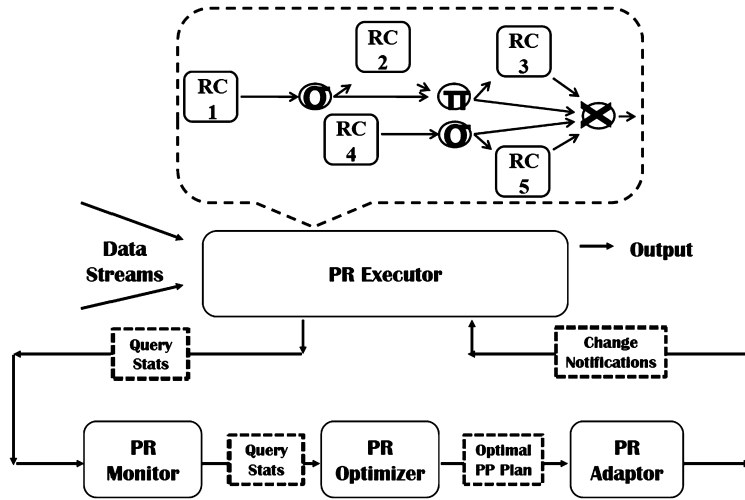 RC
1
σ
RC
2
π
RC
3
RC
4
σ
RC
5
X
Data
Streams
PR Executor
Output
Query
Stats
Change
Notifications
PR
Monitor
Query
Stats
PR
Optimizer
Optimal
PP Plan
PR
Adaptor